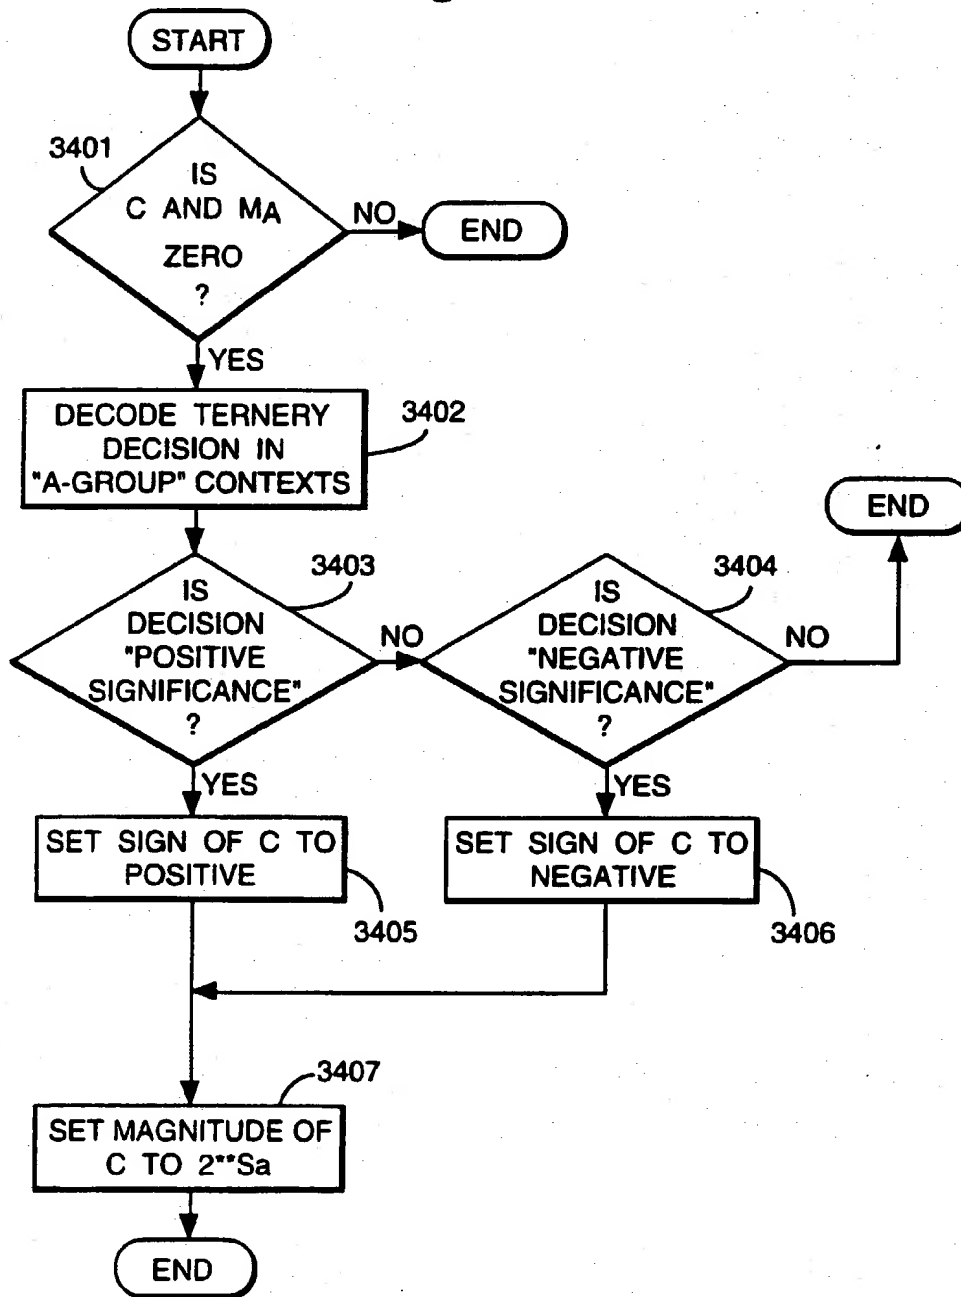 START
3401
IS
C AND MA
ZERO
?
NO
END
YES
DECODE TERNERY
DECISION IN
"A-GROUP" CONTEXTS
3402
END
3403
IS
DECISION
"POSITIVE
SIGNIFICANCE"
?
NO
3404
IS
DECISION
"NEGATIVE
SIGNIFICANCE"
?
NO
YES
YES
SET SIGN OF C TO
POSITIVE
3405
SET SIGN OF C TO
NEGATIVE
3406
3407
SET MAGNITUDE OF
C TO 2**Sa
END